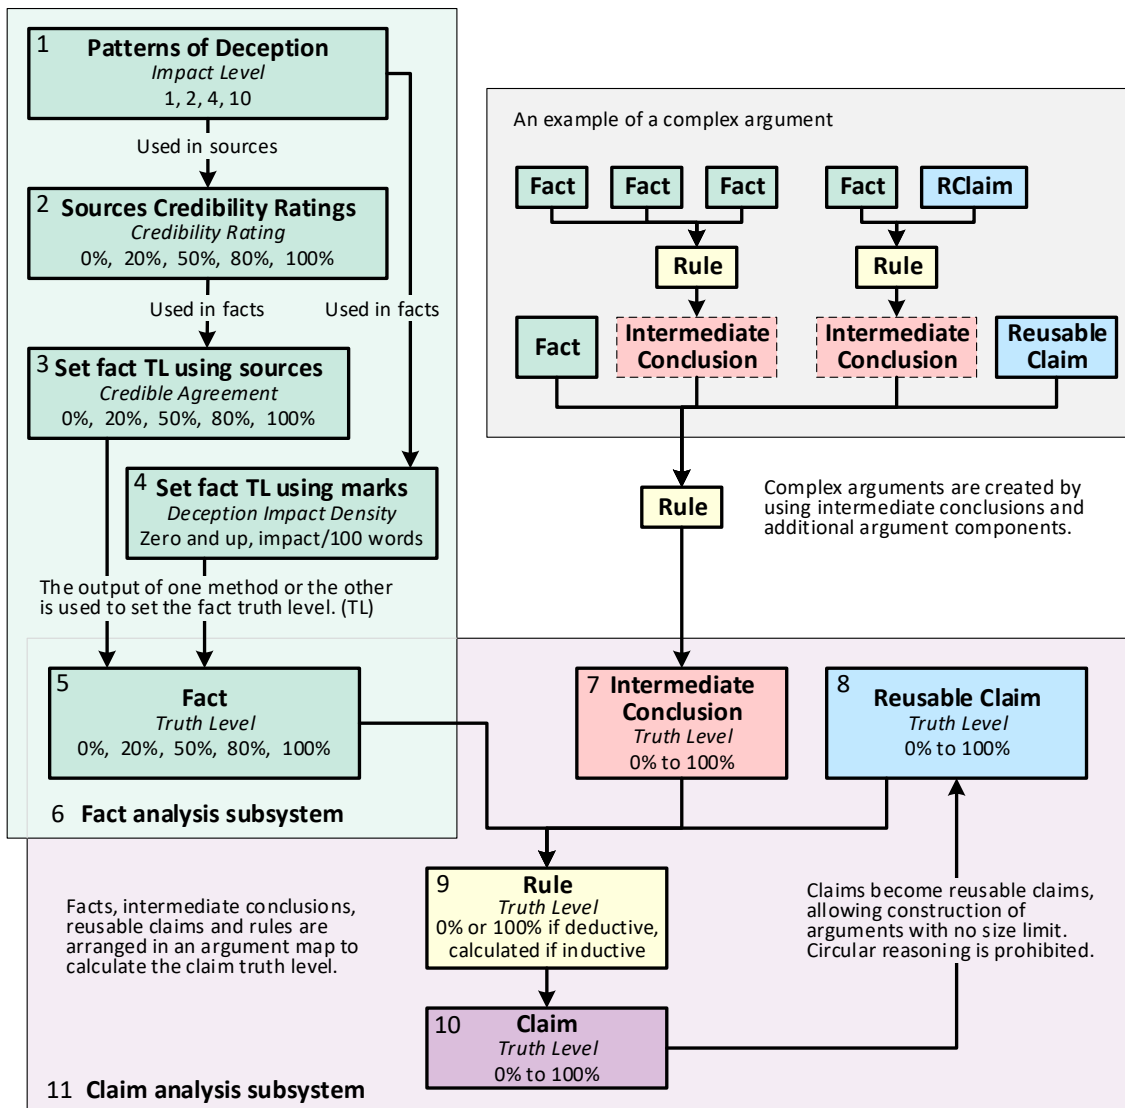 1
Patterns of Deception
Impact Level
1, 2, 4, 10
Used in sources
2
Sources Credibility Ratings
Credibility Rating
0%, 20%, 50%, 80%, 100%
Used in facts
Used in facts
3
Set fact TL using sources
Credible Agreement
0%, 20%, 50%, 80%, 100%
4
Set fact TL using marks
Deception Impact Density
Zero and up, impact/100 words
The output of one method or the other
is used to set the fact truth level. (TL)
5
Fact
Truth Level
0%, 20%, 50%, 80%, 100%
6 Fact analysis subsystem
An example of a complex argument
Fact
Fact
Fact
Fact
RClaim
Rule
Rule
Fact
Intermediate
Conclusion
Intermediate
Conclusion
Reusable
Claim
Rule
Complex arguments are created by
using intermediate conclusions and
additional argument components.
7
Intermediate
Conclusion
Truth Level
0% to 100%
8
Reusable Claim
Truth Level
0% to 100%
Facts, intermediate conclusions,
reusable claims and rules are
arranged in an argument map to
calculate the claim truth level.
9
Rule
Truth Level
0% or 100% if deductive,
calculated if inductive
Claims become reusable claims,
allowing construction of
arguments with no size limit.
Circular reasoning is prohibited.
10
Claim
Truth Level
0% to 100%
11 Claim analysis subsystem